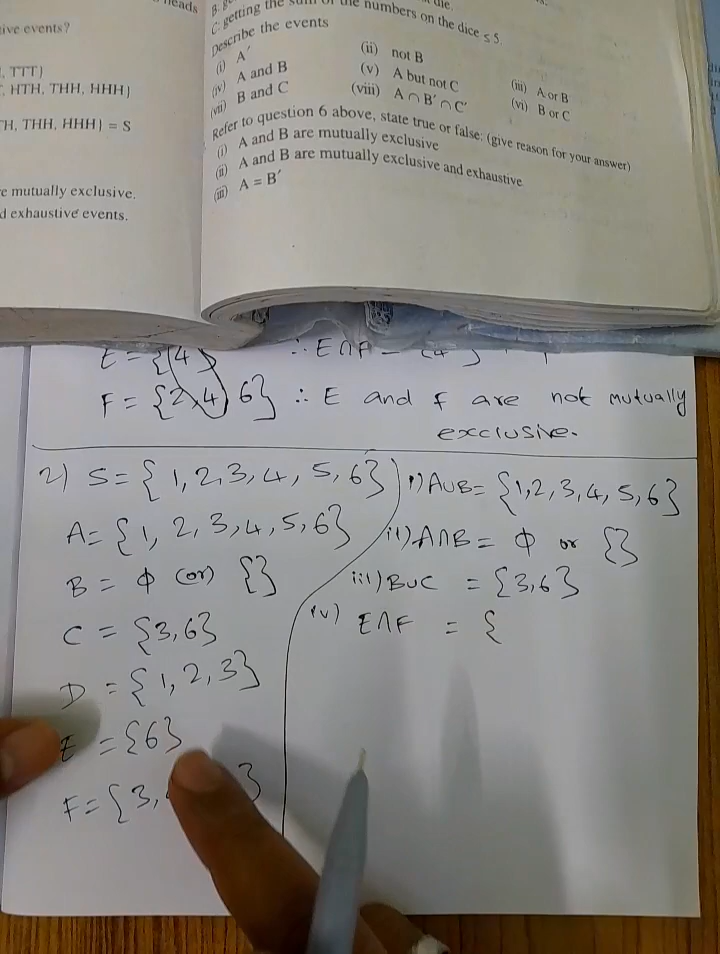 heads
ive events?
, TTT}
, HTH, THH, HHH}
TH, THH, HHH} = S
e mutually exclusive.
d exhaustive events.
C: getting the sum of the numbers on the dice ≤ 5
Describe the events
(i) A′ (ii) not B (iii) A or B
(iv) A and B (v) A but not C (vi) B or C
(vii) B and C (viii) A ∩ B′ ∩ C′
Refer to question 6 above, state true or false: (give reason for your answer)
(i) A and B are mutually exclusive
(ii) A and B are mutually exclusive and exhaustive
(iii) A = B′
E = {4}
F = {2,4,6} ∴ E and f are not mutually
exclusive.
2) S = {1,2,3,4,5,6}
A = {1,2,3,4,5,6}
B = ϕ (or) {}
C = {3,6}
D = {1,2,3}
E = {6}
F = {3,
i) A∪B = {1,2,3,4,5,6}
ii) A∩B = ϕ or {}
iii) B∪C = {3,6}
iv) E∩F = {